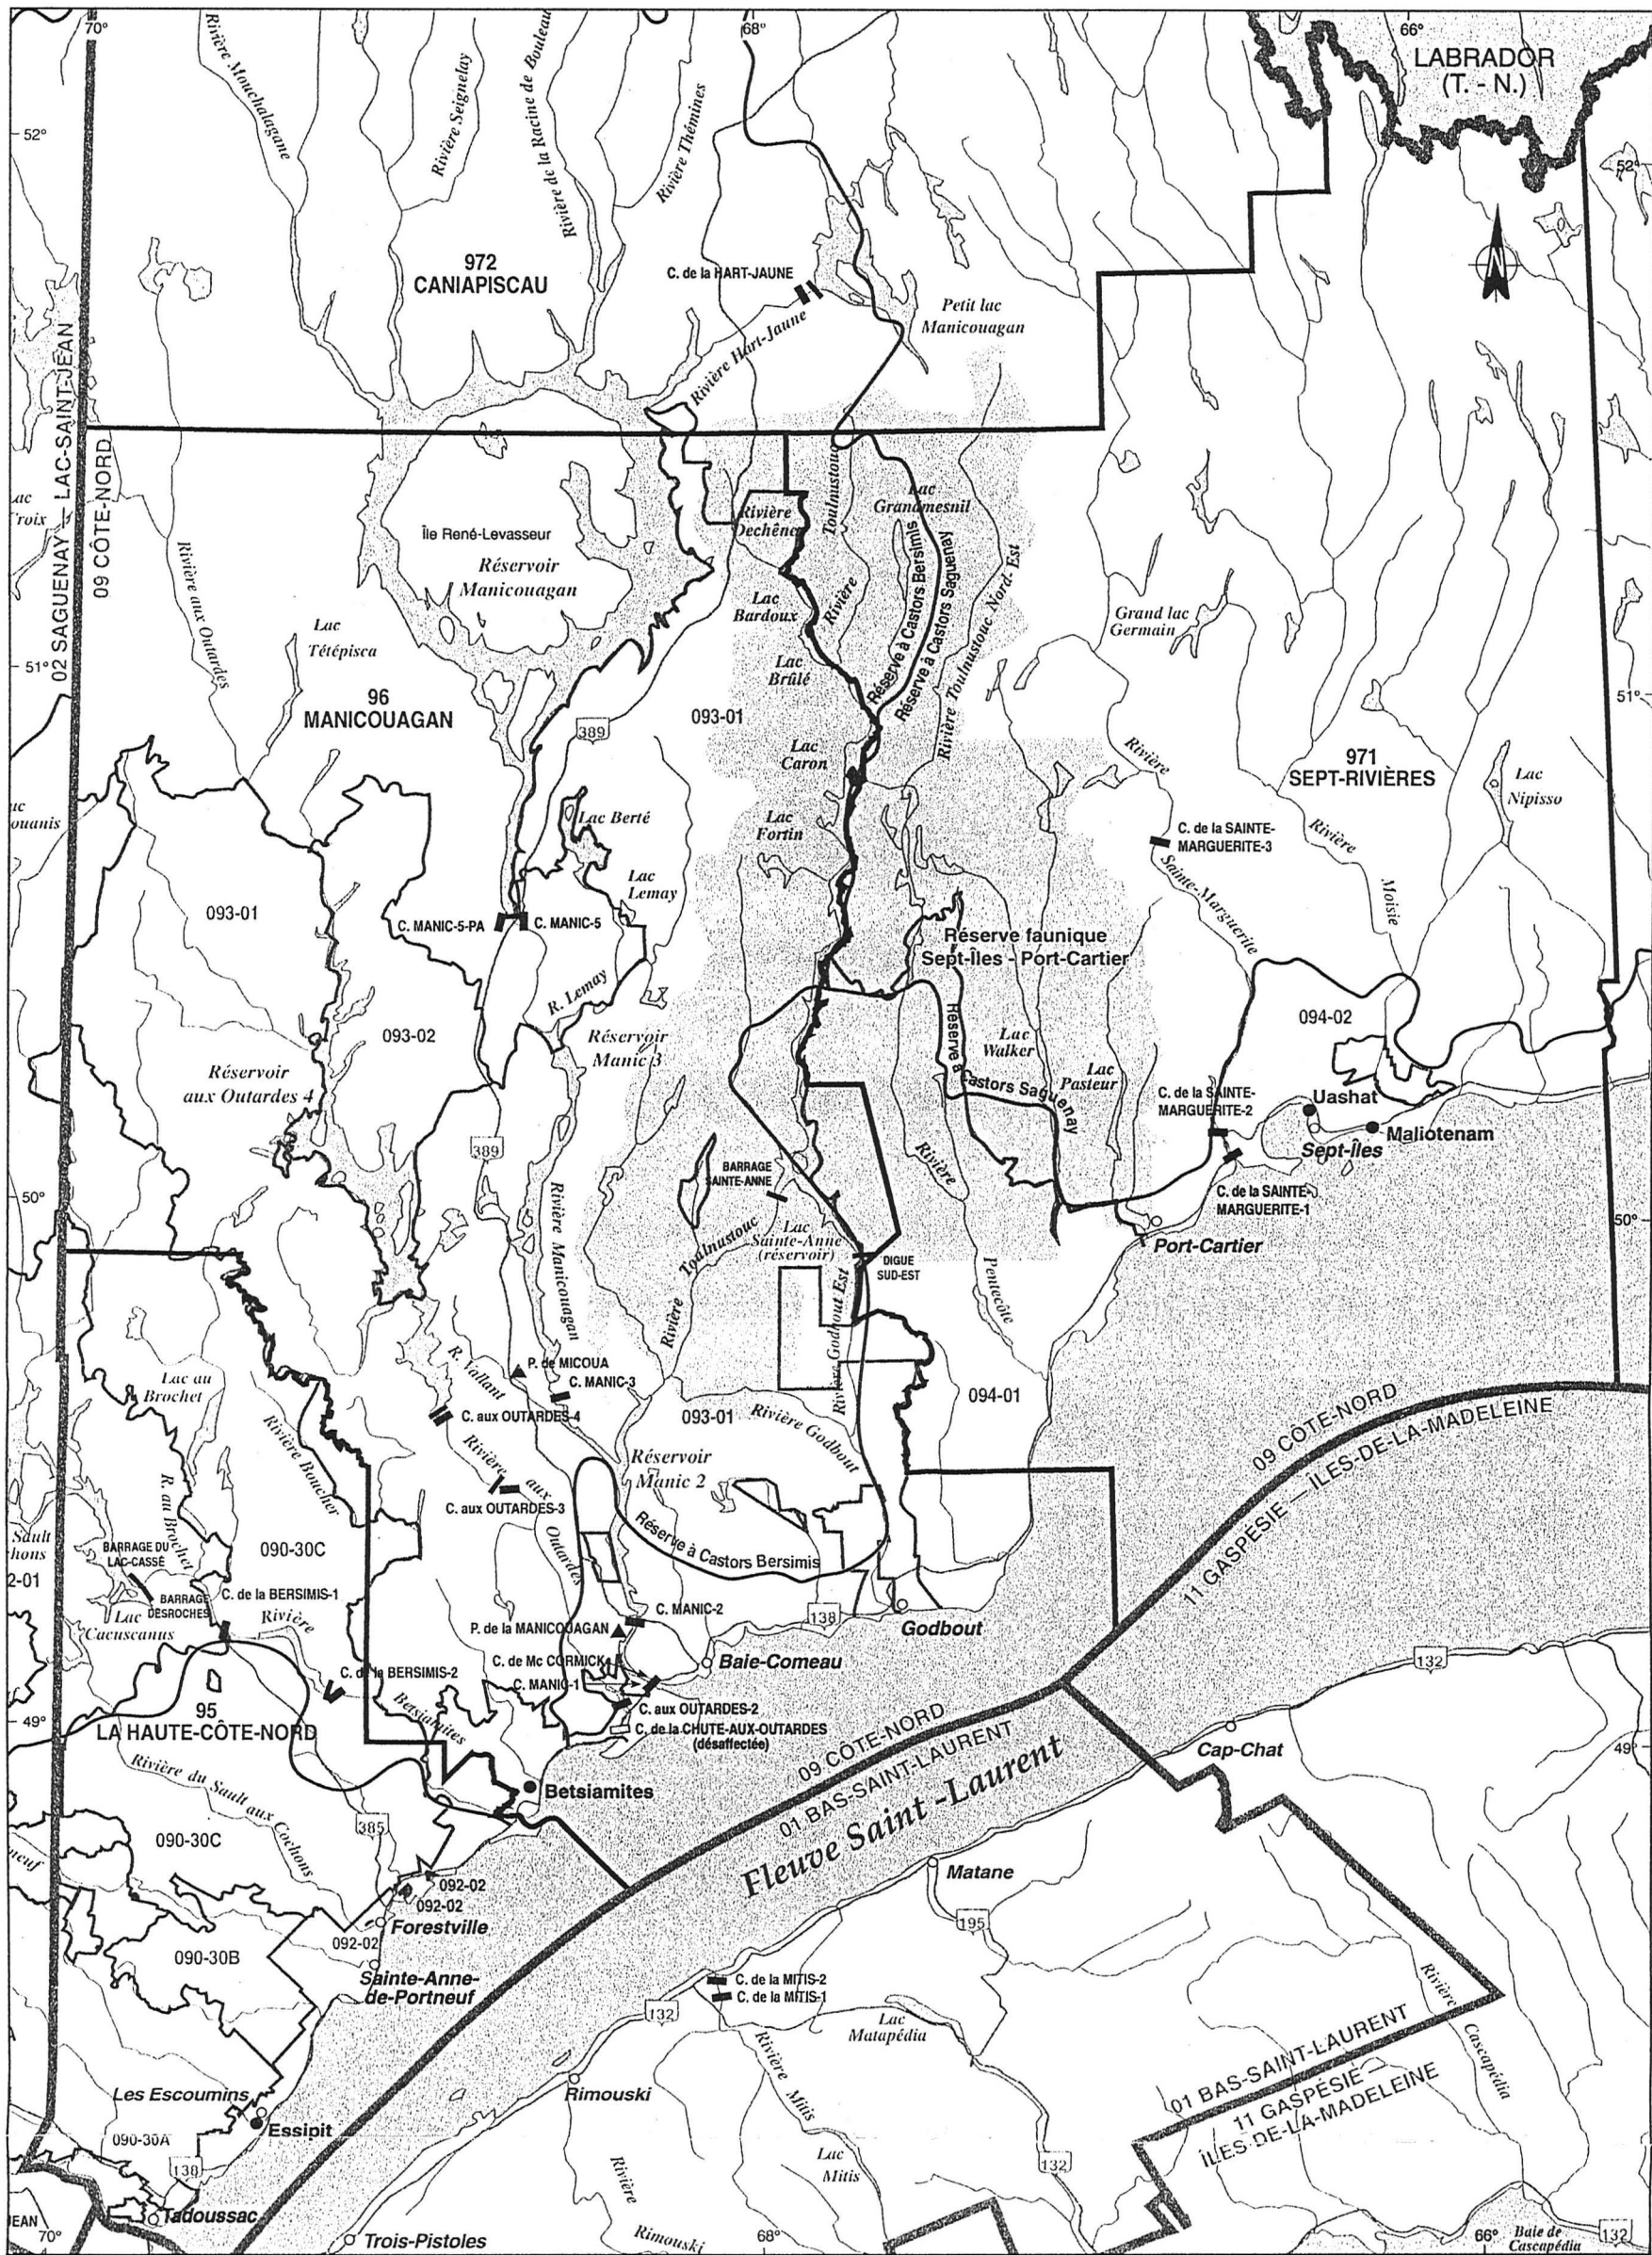 70°
68°
66°
LABRADOR
(T. - N.)
Rivière Mouchalagane
Rivière Seignelay
Rivière de la Racine de Bouleau
Rivière Thémines
52°
52°
972
CANIAPISCAU
C. de la HART-JAUNE
Petit lac
Manicouagan
Rivière Hart-Jaune
N
02 SAGUENAY — LAC-SAINT-JEAN
09 CÔTE-NORD
Île René-Levasseur
Réservoir
Manicouagan
Rivière aux Outardes
Lac
Tétépisca
51°
96
MANICOUAGAN
389
093-01
Rivière
Dechêne
Toulnustouc
Rivière
Lac
Grandmesnil
Lac
Bardoux
Lac
Brûlé
Réserve à Castors Bersimis
Réserve à Castors Saguenay
Rivière Toulnustouc Nord-Est
Grand lac
Germain
51°
Lac
Caron
Lac
Fortin
Rivière
971
SEPT-RIVIÈRES
Lac
Nipisso
C. de la SAINTE-
MARGUERITE-3
Sainte-Marguerite
Rivière
Moisie
Lac Berté
Lac
Lemay
093-01
C. MANIC-5-PA
C. MANIC-5
R. Lemay
Réserve faunique
Sept-Îles - Port-Cartier
093-02
Réservoir
Manic 3
Réservoir
aux Outardes 4
Réserve à
Castors Saguenay
Lac
Walker
Lac
Pasteur
094-02
C. de la SAINTE-
MARGUERITE-2
Uashat
Maliotenam
Sept-Îles
C. de la SAINTE-
MARGUERITE-1
50°
50°
Port-Cartier
389
Rivière Manicouagan
BARRAGE
SAINTE-ANNE
Lac
Sainte-Anne
(réservoir)
Toulnustouc
Rivière
DIGUE
SUD-EST
Rivière
Pentecôte
Rivière Godbout Est
R. Vallant
P. de MICOUA
C. MANIC-3
C. aux OUTARDES-4
093-01
Rivière Godbout
094-01
Lac au
Brochet
Rivière Boucher
R. au Brochet
Rivière
aux
Outardes
C. aux OUTARDES-3
Réservoir
Manic 2
Réserve à Castors Bersimis
09 CÔTE-NORD
11 GASPÉSIE — ILES-DE-LA-MADELEINE
Sault
hons
2-01
BARRAGE DU
LAC-CASSÉ
BARRAGE
DESROCHES
090-30C
C. de la BERSIMIS-1
Lac
Cacuscanus
Rivière
C. de la BERSIMIS-2
Betsiamites
C. MANIC-2
P. de la MANICOUAGAN
C. de Mc CORMICK
C. MANIC-1
138
Godbout
Baie-Comeau
C. aux OUTARDES-2
C. de la CHUTE-AUX-OUTARDES
(désaffectée)
132
95
LA HAUTE-CÔTE-NORD
49°
49°
Rivière du Sault aux Cochons
Betsiamites
09 CÔTE-NORD
01 BAS-SAINT-LAURENT
Fleuve Saint -Laurent
Cap-Chat
385
090-30C
092-02
092-02
092-02
Forestville
Matane
195
090-30B
Sainte-Anne-
de-Portneuf
C. de la MITIS-2
C. de la MITIS-1
132
Lac
Matapédia
Rivière Mitis
Rivière
Cascapédia
01 BAS-SAINT-LAURENT
11 GASPÉSIE —
ÎLES-DE-LA-MADELEINE
Les Escoumins
Essipit
Rimouski
090-30A
138
Lac
Mitis
132
Rivière
Rimouski
Tadoussac
JEAN
70°
Trois-Pistoles
68°
66°
Baie de
Cascapédia
132